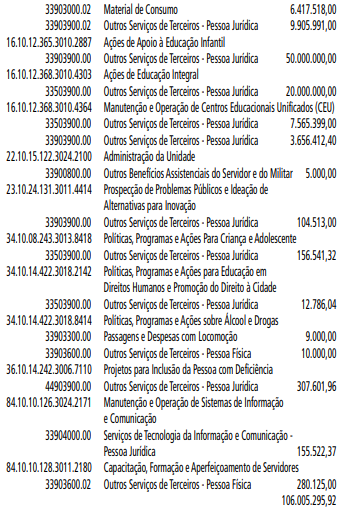 33903000.02 Material de Consumo 6.417.518,00
33903900.02 Outros Serviços de Terceiros - Pessoa Jurídica 9.905.991,00
16.10.12.365.3010.2887 Ações de Apoio à Educação Infantil
33903900.00 Outros Serviços de Terceiros - Pessoa Jurídica 50.000.000,00
16.10.12.368.3010.4303 Ações de Educação Integral
33503900.00 Outros Serviços de Terceiros - Pessoa Jurídica 20.000.000,00
16.10.12.368.3010.4364 Manutenção e Operação de Centros Educacionais Unificados (CEU)
33503900.00 Outros Serviços de Terceiros - Pessoa Jurídica 7.565.399,00
33903900.00 Outros Serviços de Terceiros - Pessoa Jurídica 3.656.412,40
22.10.15.122.3024.2100 Administração da Unidade
33900800.00 Outros Benefícios Assistenciais do Servidor e do Militar 5.000,00
23.10.24.131.3011.4414 Prospecção de Problemas Públicos e Ideação de
Alternativas para Inovação
33903900.00 Outros Serviços de Terceiros - Pessoa Jurídica 104.513,00
34.10.08.243.3013.8418 Políticas, Programas e Ações Para Criança e Adolescente
33503900.00 Outros Serviços de Terceiros - Pessoa Jurídica 156.541,32
34.10.14.422.3018.2142 Políticas, Programas e Ações para Educação em
Direitos Humanos e Promoção do Direito à Cidade
33503900.00 Outros Serviços de Terceiros - Pessoa Jurídica 12.786,04
34.10.14.422.3018.8414 Políticas, Programas e Ações sobre Álcool e Drogas
33903300.00 Passagens e Despesas com Locomoção 9.000,00
33903600.00 Outros Serviços de Terceiros - Pessoa Física 10.000,00
36.10.14.242.3006.7110 Projetos para Inclusão da Pessoa com Deficiência
44903900.00 Outros Serviços de Terceiros - Pessoa Jurídica 307.601,96
84.10.10.126.3024.2171 Manutenção e Operação de Sistemas de Informação
e Comunicação
33904000.00 Serviços de Tecnologia da Informação e Comunicação -
Pessoa Jurídica 155.522,37
84.10.10.128.3011.2180 Capacitação, Formação e Aperfeiçoamento de Servidores
33903600.02 Outros Serviços de Terceiros - Pessoa Física 280.125,00
106.005.295,92